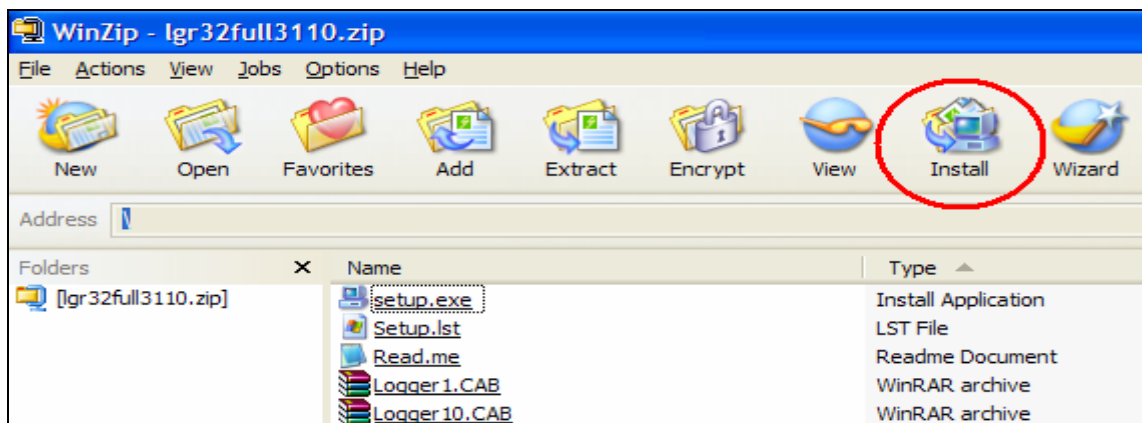 WinZip - lgr32full3110.zip
File Actions View Jobs Options Help
New Open Favorites Add Extract Encrypt View Install Wizard
Address \
Folders Name Type
[lgr32full3110.zip] setup.exe Install Application
Setup.lst LST File
Read.me Readme Document
Logger1.CAB WinRAR archive
Logger10.CAB WinRAR archive